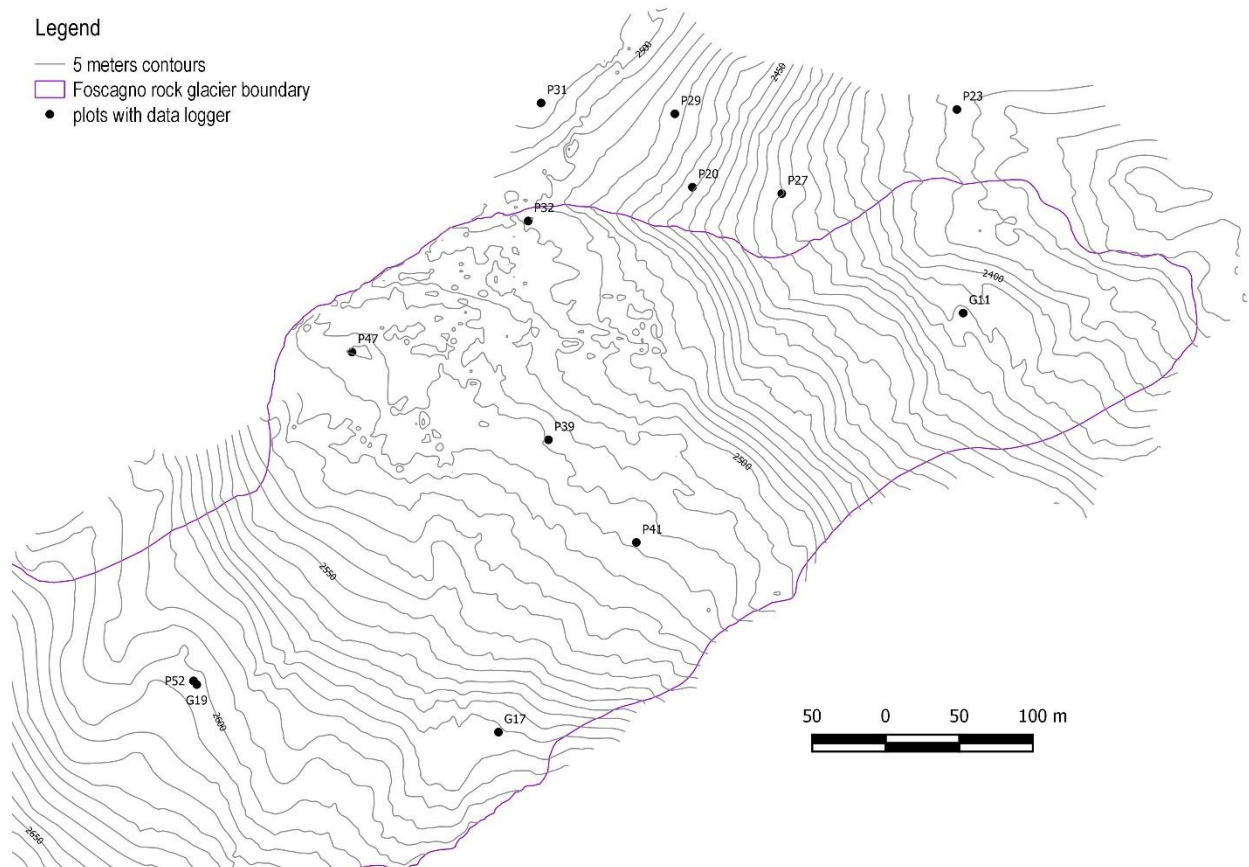 Legend
5 meters contours
Foscagno rock glacier boundary
plots with data logger
2500
2450
P31
P29
P23
P20
P27
P32
2400
G11
P47
P39
2500
P41
2550
P52
G19
2600
G17
50 0 50 100 m
2650